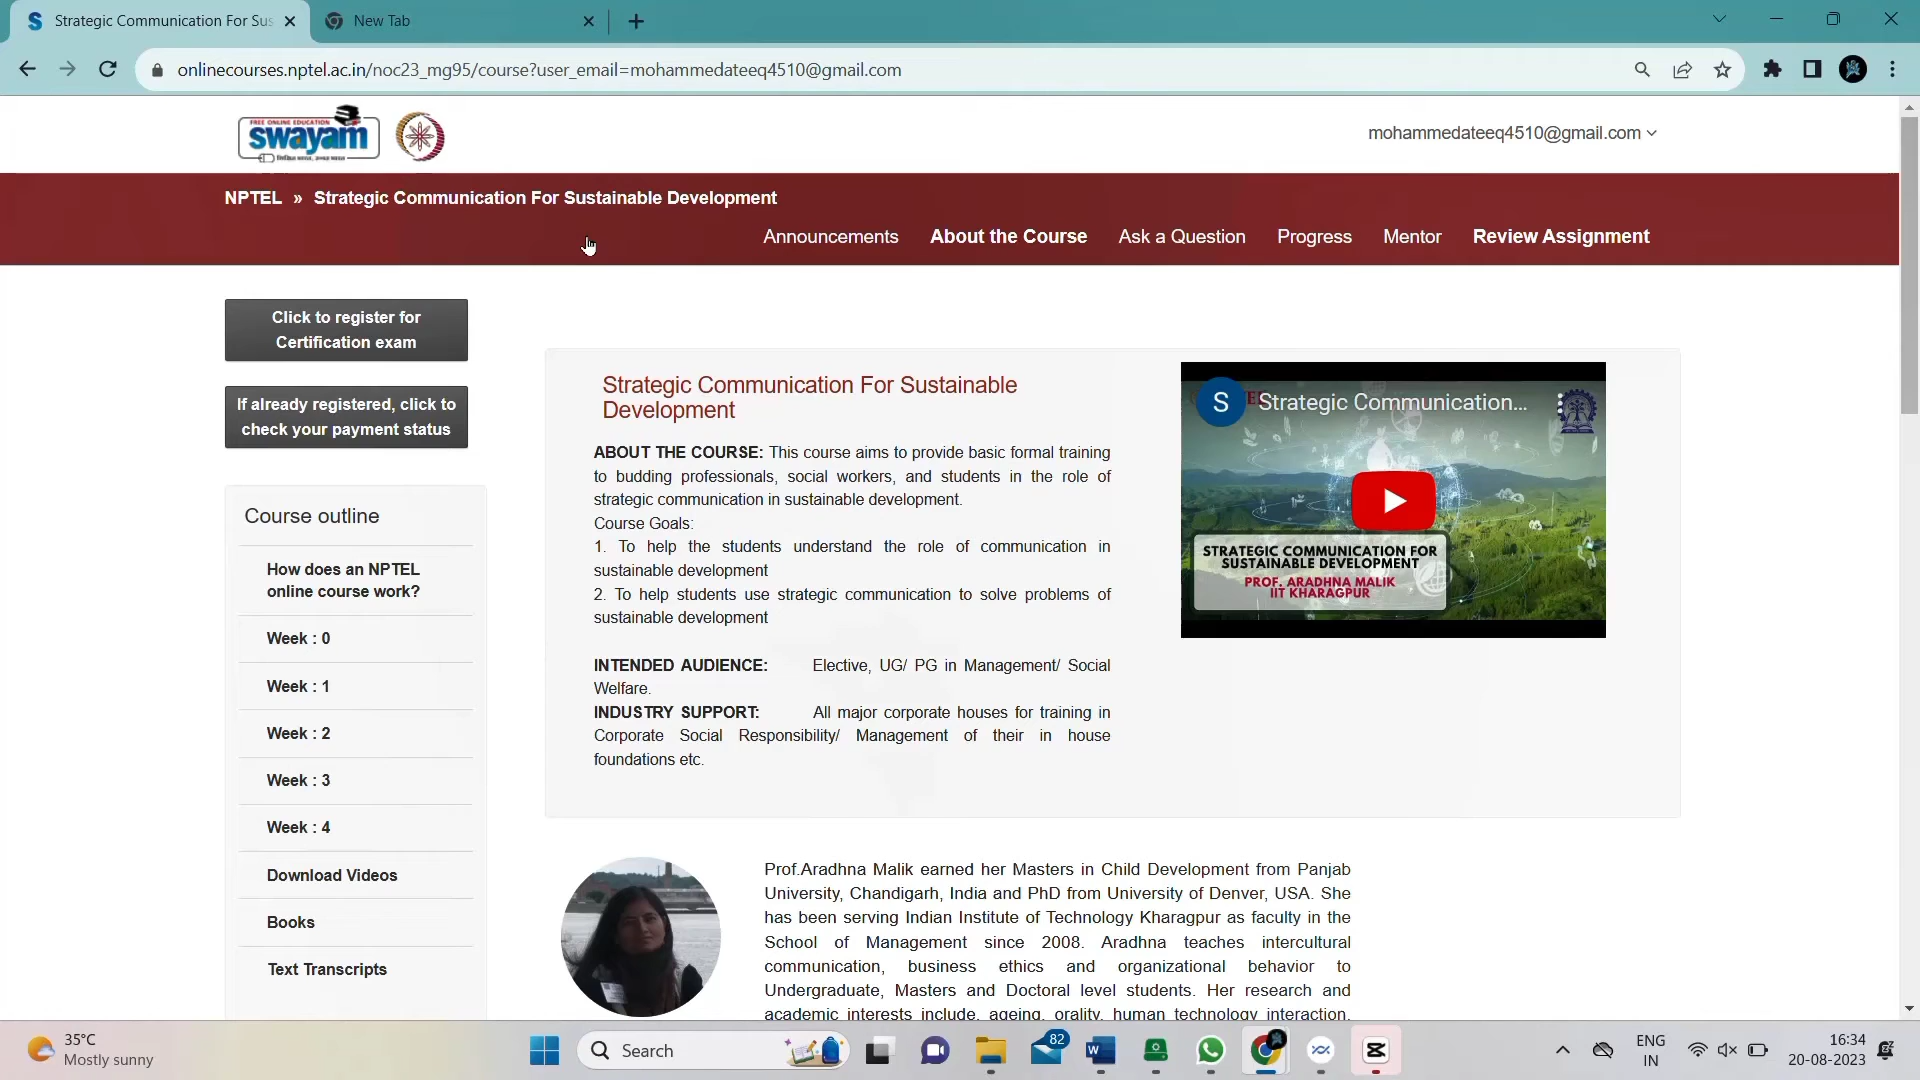 Strategic Communication For Sus
New Tab
onlinecourses.nptel.ac.in/noc23_mg95/course?user_email=mohammedateeq4510@gmail.com
FREE ONLINE EDUCATION
swayam
mohammedateeq4510@gmail.com
NPTEL » Strategic Communication For Sustainable Development
Announcements About the Course Ask a Question Progress Mentor Review Assignment
Click to register for
Certification exam
If already registered, click to
check your payment status
Course outline
How does an NPTEL
online course work?
Week : 0
Week : 1
Week : 2
Week : 3
Week : 4
Download Videos
Books
Text Transcripts
Strategic Communication For Sustainable
Development
ABOUT THE COURSE: This course aims to provide basic formal training
to budding professionals, social workers, and students in the role of
strategic communication in sustainable development.
Course Goals:
1. To help the students understand the role of communication in
sustainable development
2. To help students use strategic communication to solve problems of
sustainable development
INTENDED AUDIENCE: Elective, UG/ PG in Management/ Social
Welfare.
INDUSTRY SUPPORT: All major corporate houses for training in
Corporate Social Responsibility/ Management of their in house
foundations etc.
S Strategic Communication...
STRATEGIC COMMUNICATION FOR
SUSTAINABLE DEVELOPMENT
PROF. ARADHNA MALIK
IIT KHARAGPUR
Prof.Aradhna Malik earned her Masters in Child Development from Panjab
University, Chandigarh, India and PhD from University of Denver, USA. She
has been serving Indian Institute of Technology Kharagpur as faculty in the
School of Management since 2008. Aradhna teaches intercultural
communication, business ethics and organizational behavior to
Undergraduate, Masters and Doctoral level students. Her research and
academic interests include, ageing, orality, human technology interaction,
35°C
Mostly sunny
Search
82
ENG
IN
16:34
20-08-2023